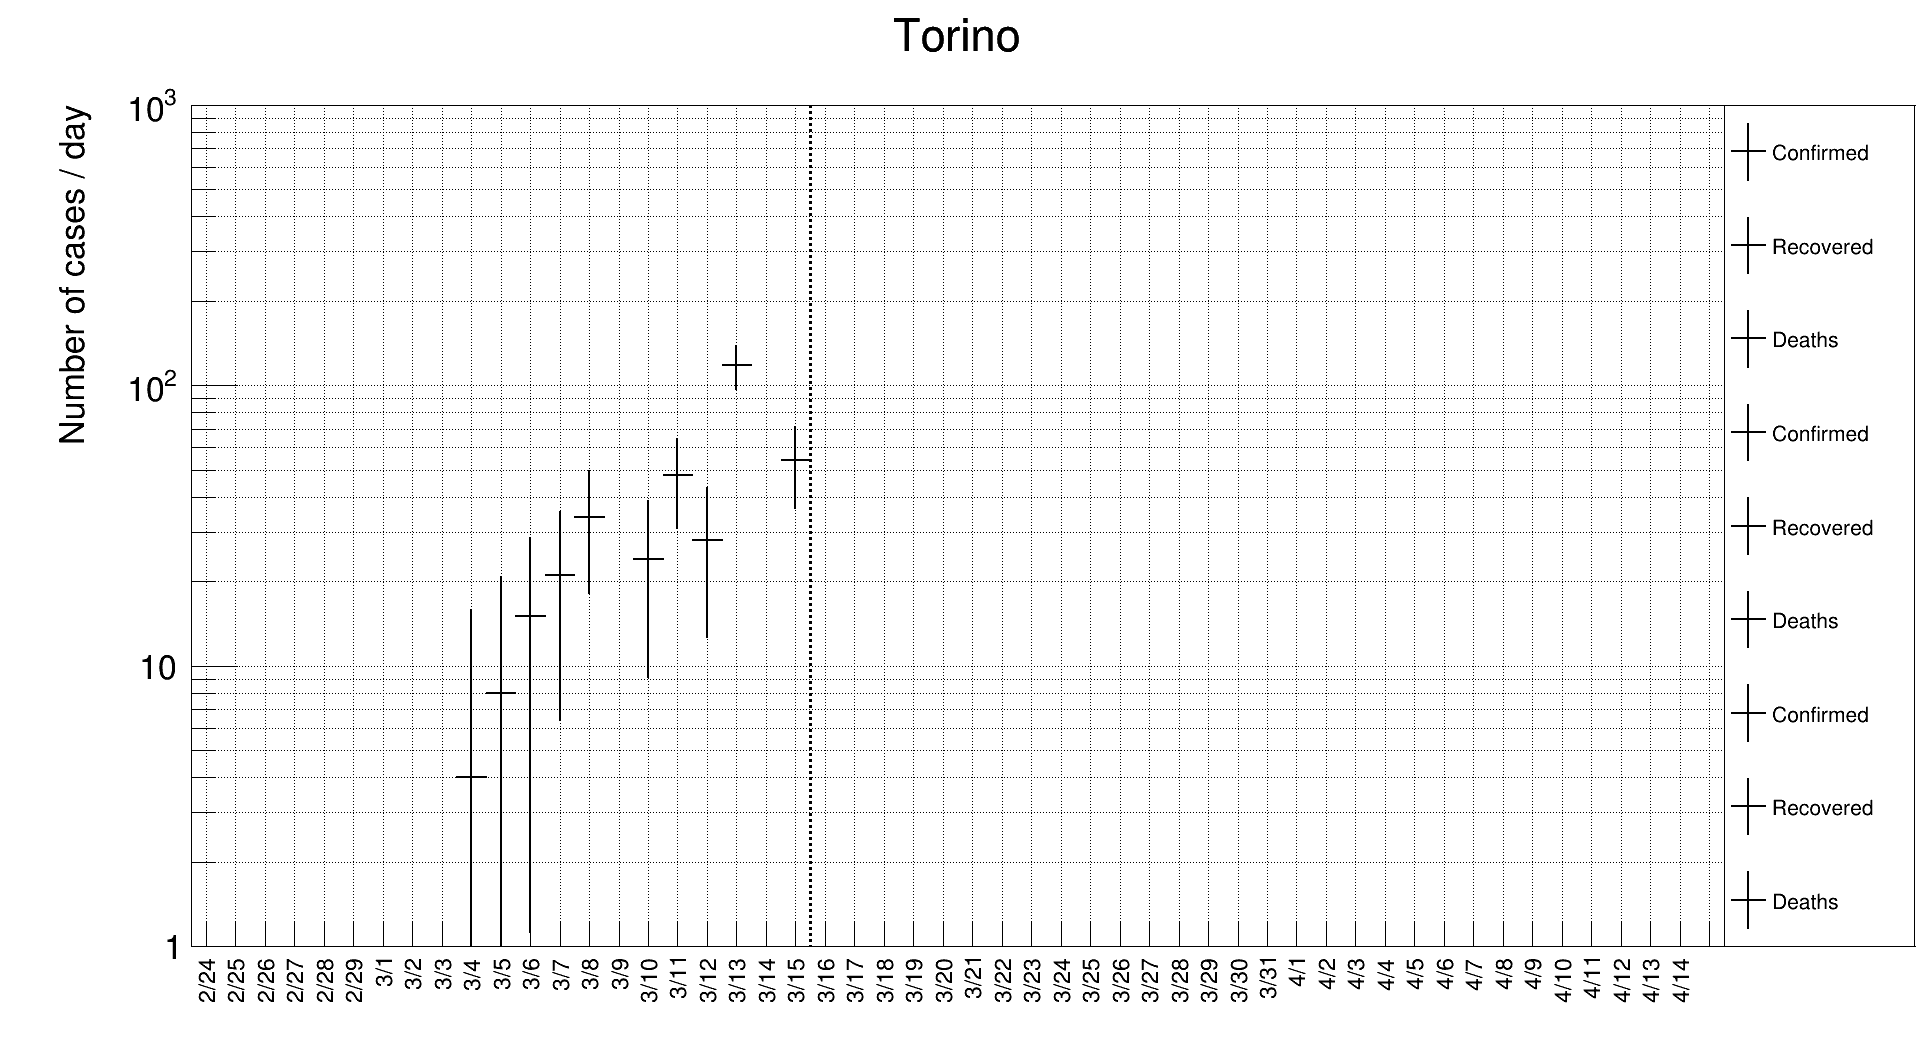 Torino
Number of cases / day
10³
10²
10
1
2/24 2/25 2/26 2/27 2/28 2/29 3/1 3/2 3/3 3/4 3/5 3/6 3/7 3/8 3/9 3/10 3/11 3/12 3/13 3/14 3/15 3/16 3/17 3/18 3/19 3/20 3/21 3/22 3/23 3/24 3/25 3/26 3/27 3/28 3/29 3/30 3/31 4/1 4/2 4/3 4/4 4/5 4/6 4/7 4/8 4/9 4/10 4/11 4/12 4/13 4/14
Confirmed
Recovered
Deaths
Confirmed
Recovered
Deaths
Confirmed
Recovered
Deaths